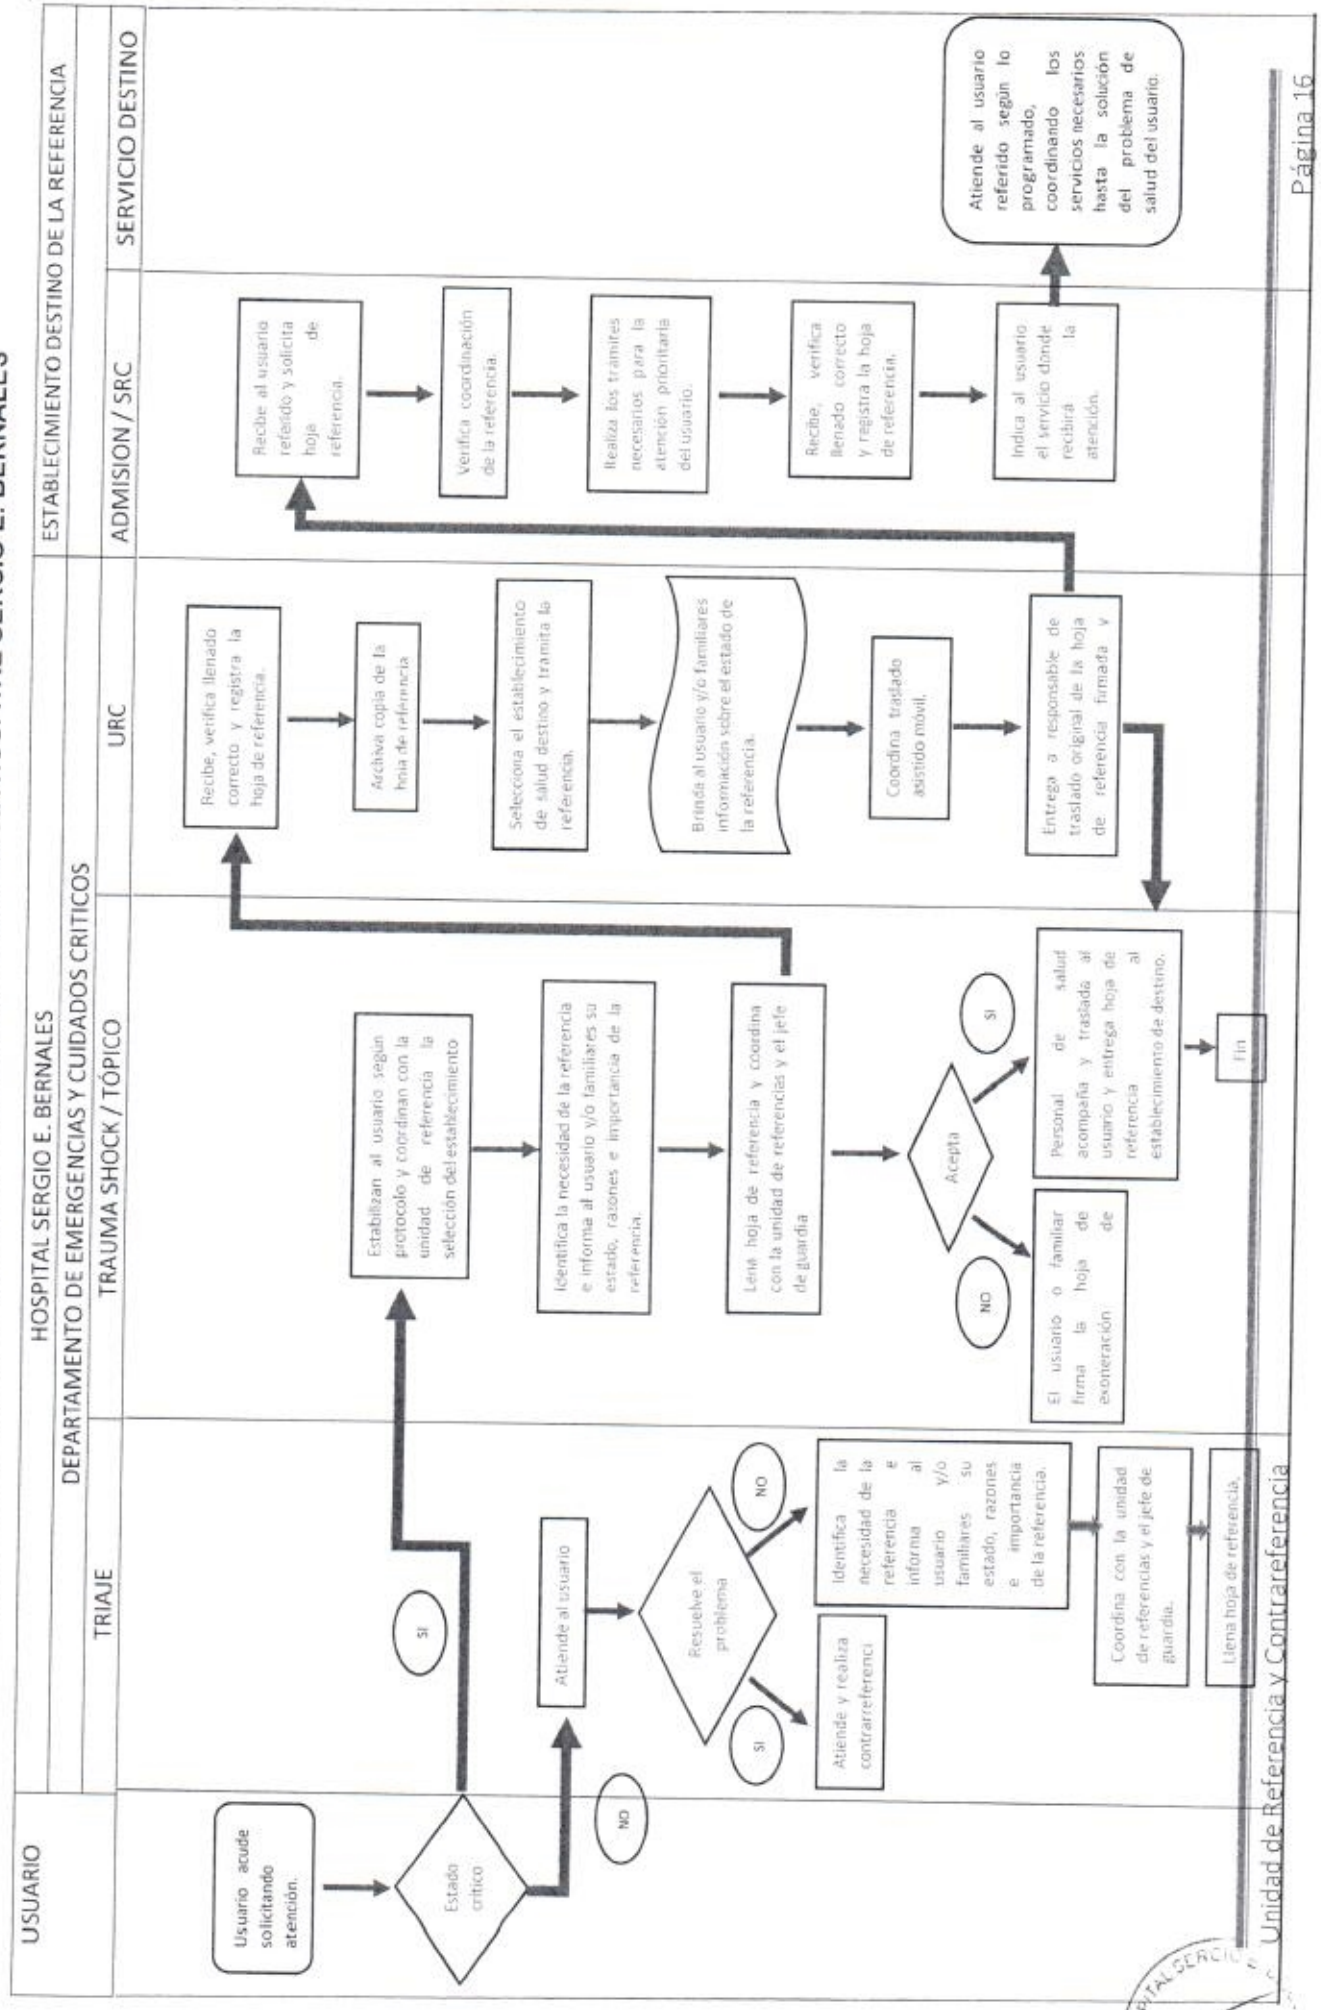 HOSPITAL SERGIO E. BERNALES
USUARIO
HOSPITAL SERGIO E. BERNALES
ESTABLECIMIENTO DESTINO DE LA REFERENCIA
DEPARTAMENTO DE EMERGENCIAS Y CUIDADOS CRITICOS
TRIAJE
TRAUMA SHOCK / TÓPICO
URC
ADMISION / SRC
SERVICIO DESTINO
Usuario acude
solicitando
atención.
Estado
crítico
SI
NO
Atiende al usuario
Resuelve el
problema
SI
NO
Atiende y realiza
contrarreferenci
Identifica la
necesidad de la
referencia e
informa al
usuario y/o
familiares su
estado, razones
e importancia
de la referencia.
Coordina con la unidad
de referencias y el jefe de
guardia.
Llena hoja de referencia.
Estabilizan al usuario según
protocolo y coordinan con la
unidad de referencia la
selección del establecimiento
Identifica la necesidad de la referencia
e informa al usuario y/o familiares su
estado, razones e importancia de la
referencia.
Lena hoja de referencia y coordina
con la unidad de referencias y el jefe
de guardia
Acepta
NO
SI
El usuario o familiar
firma la hoja de
exoneración de
Personal de salud
acompaña y traslada al
usuario y entrega hoja de
referencia al
establecimiento de destino.
Fin
Recibe, verifica llenado
correcto y registra la
hoja de referencia.
Archiva copia de la
hoja de referencia
Selecciona el establecimiento
de salud destino y tramita la
referencia.
Brinda al usuario y/o familiares
información sobre el estado de
la referencia.
Coordina traslado
asistido móvil.
Entrega a responsable de
traslado original de la hoja
de referencia firmada y
Recibe al usuario
referido y solicita
hoja de
referencia.
Verifica coordinación
de la referencia.
Realiza los trámites
necesarios para la
atención prioritaria
del usuario.
Recibe, verifica
llenado correcto
y registra la hoja
de referencia.
Indica al usuario
el servicio donde
recibirá la
atención.
Atiende al usuario
referido según lo
programado,
coordinando los
servicios necesarios
hasta la solución
del problema de
salud del usuario.
Unidad de Referencia y Contrareferencia
Página 16